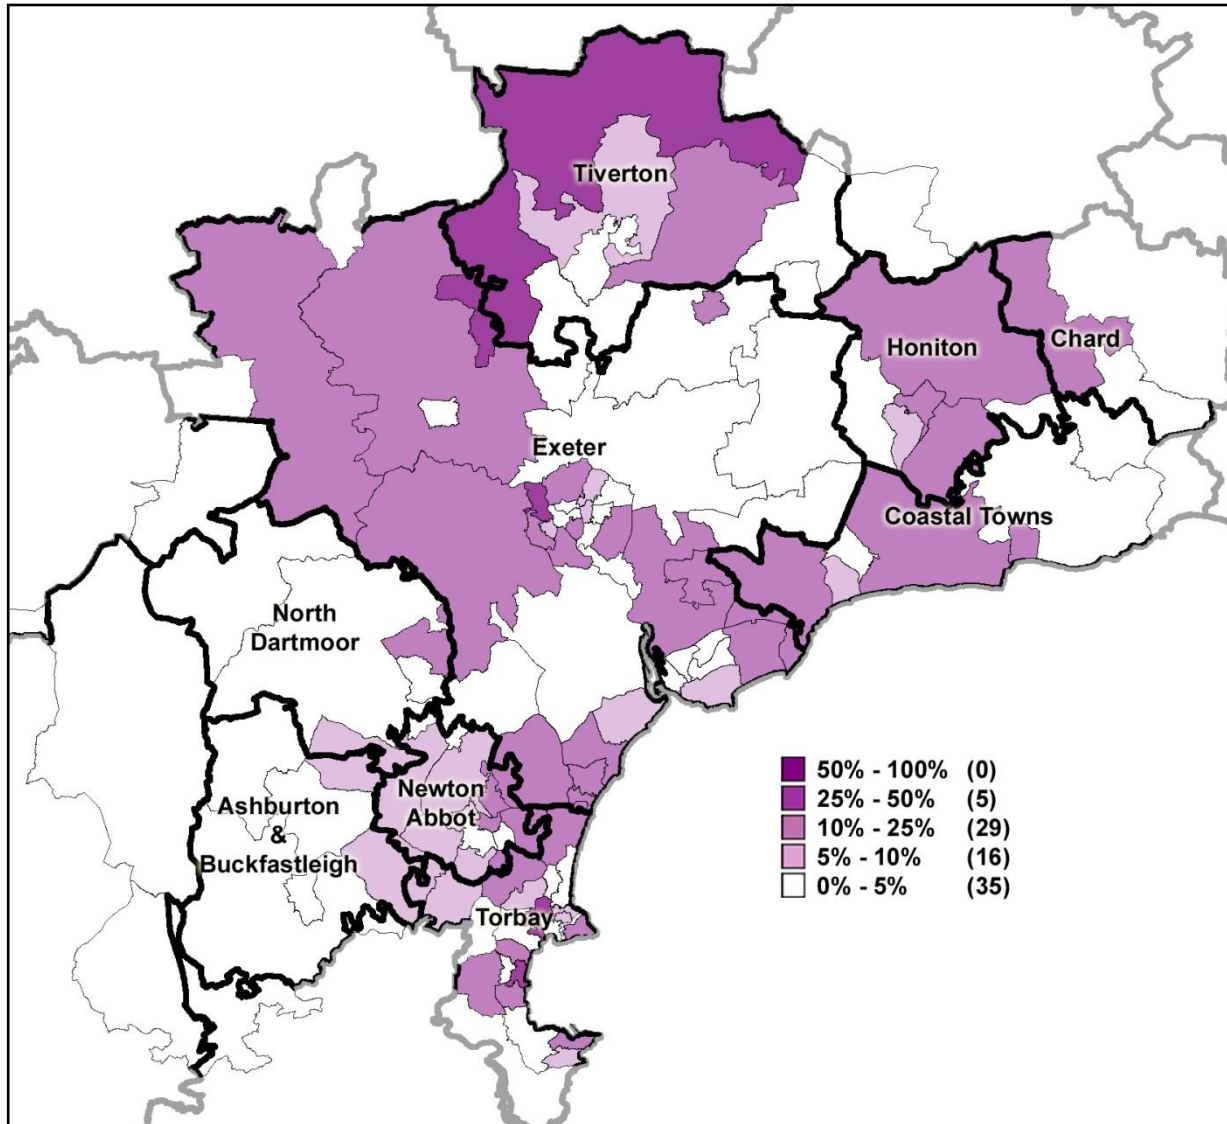 Tiverton
Honiton
Chard
Exeter
Coastal Towns
North
Dartmoor
Newton
Abbot
Ashburton
&
Buckfastleigh
Torbay
50% - 100% (0)
25% - 50% (5)
10% - 25% (29)
5% - 10% (16)
0% - 5% (35)